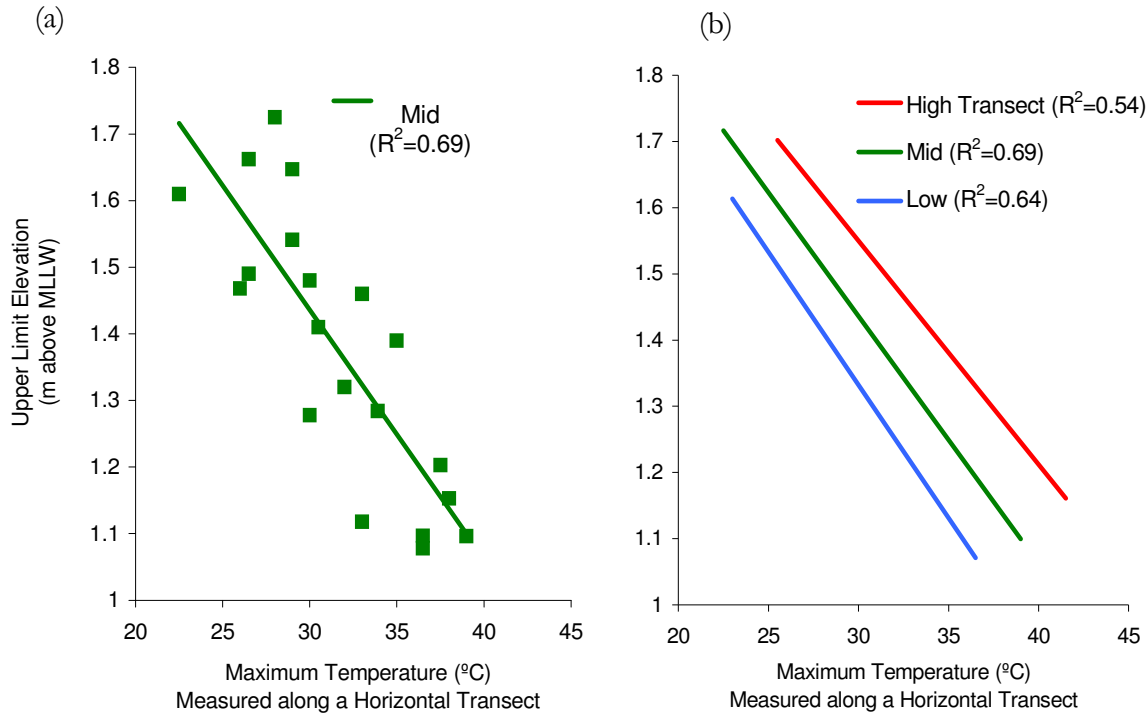 (a)
1.8
1.7
1.6
1.5
1.4
1.3
1.2
1.1
1
20 25 30 35 40 45
Upper Limit Elevation
(m above MLLW)
Mid
(R²=0.69)
Maximum Temperature (ºC)
Measured along a Horizontal Transect
(b)
1.8
1.7
1.6
1.5
1.4
1.3
1.2
1.1
1
20 25 30 35 40 45
High Transect (R²=0.54)
Mid (R²=0.69)
Low (R²=0.64)
Maximum Temperature (ºC)
Measured along a Horizontal Transect